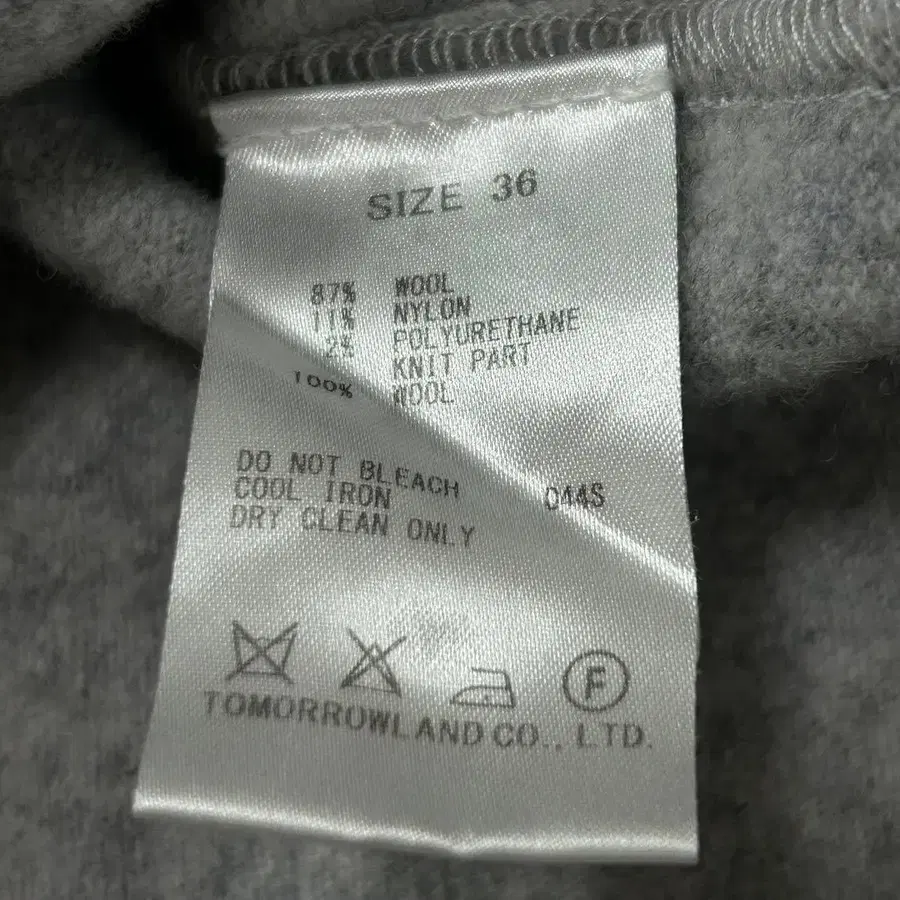 SIZE 36
87% WOOL
11% NYLON
2% POLYURETHANE
KNIT PART
100% WOOL
DO NOT BLEACH
COOL IRON 044S
DRY CLEAN ONLY
F
TOMORROWLAND CO., LTD.